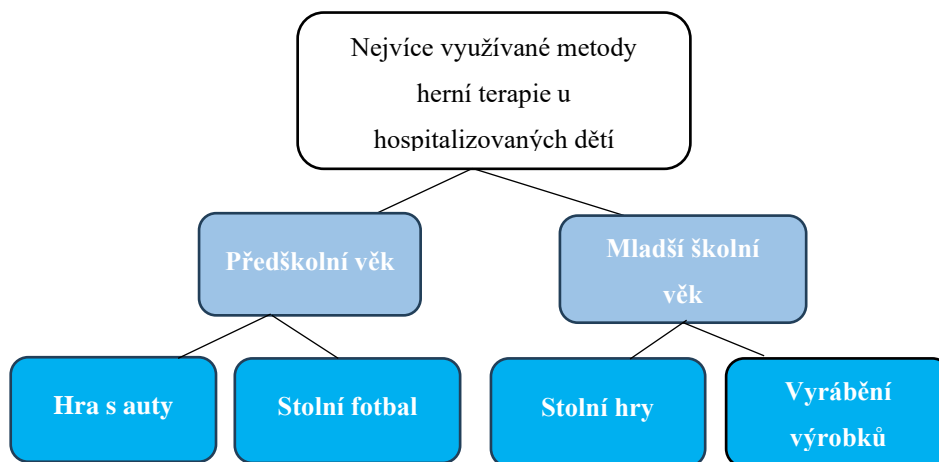 Nejvíce využívané metody
herní terapie u
hospitalizovaných dětí
Předškolní věk
Mladší školní
věk
Hra s auty
Stolní fotbal
Stolní hry
Vyrábění
výrobků